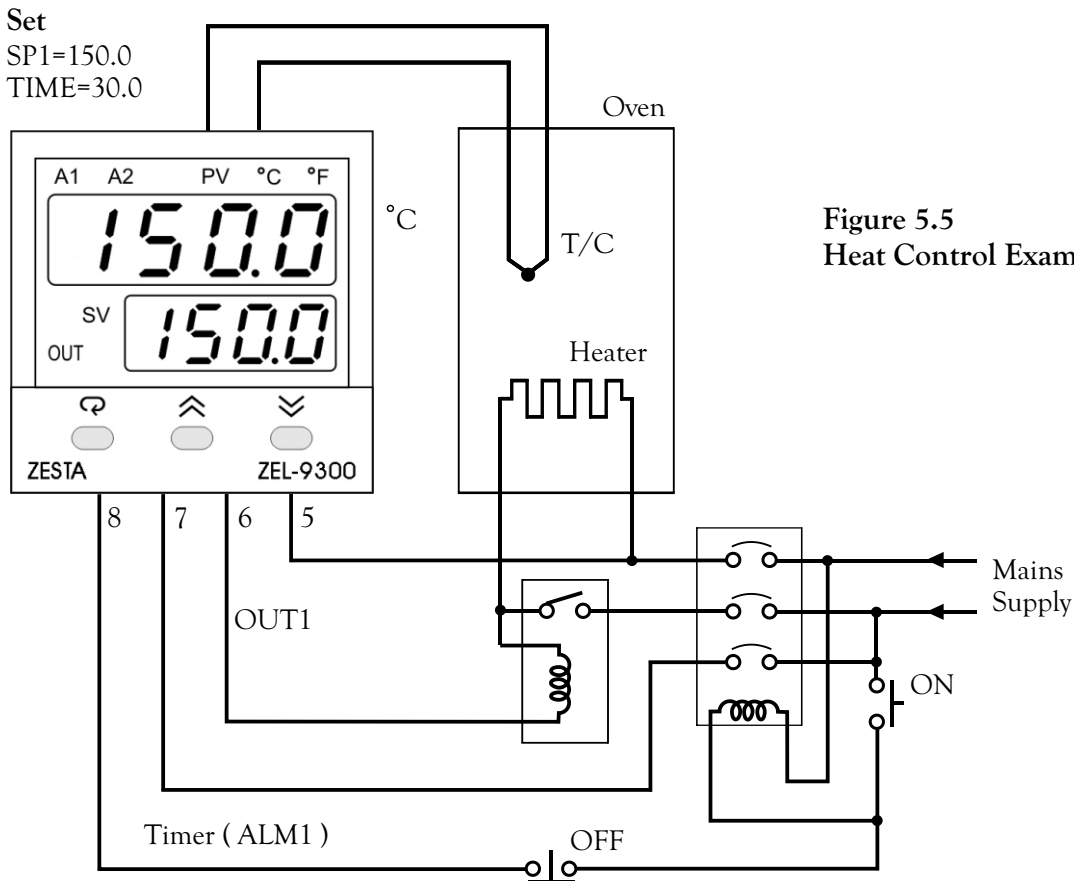 Set
SP1=150.0
TIME=30.0
Oven
A1 A2 PV °C °F
150.0
°C
T/C
Figure 5.5
Heat Control Exam
SV
150.0
OUT
Heater
ZESTA ZEL-9300
8 7 6 5
Mains
Supply
OUT1
ON
Timer ( ALM1 )
OFF